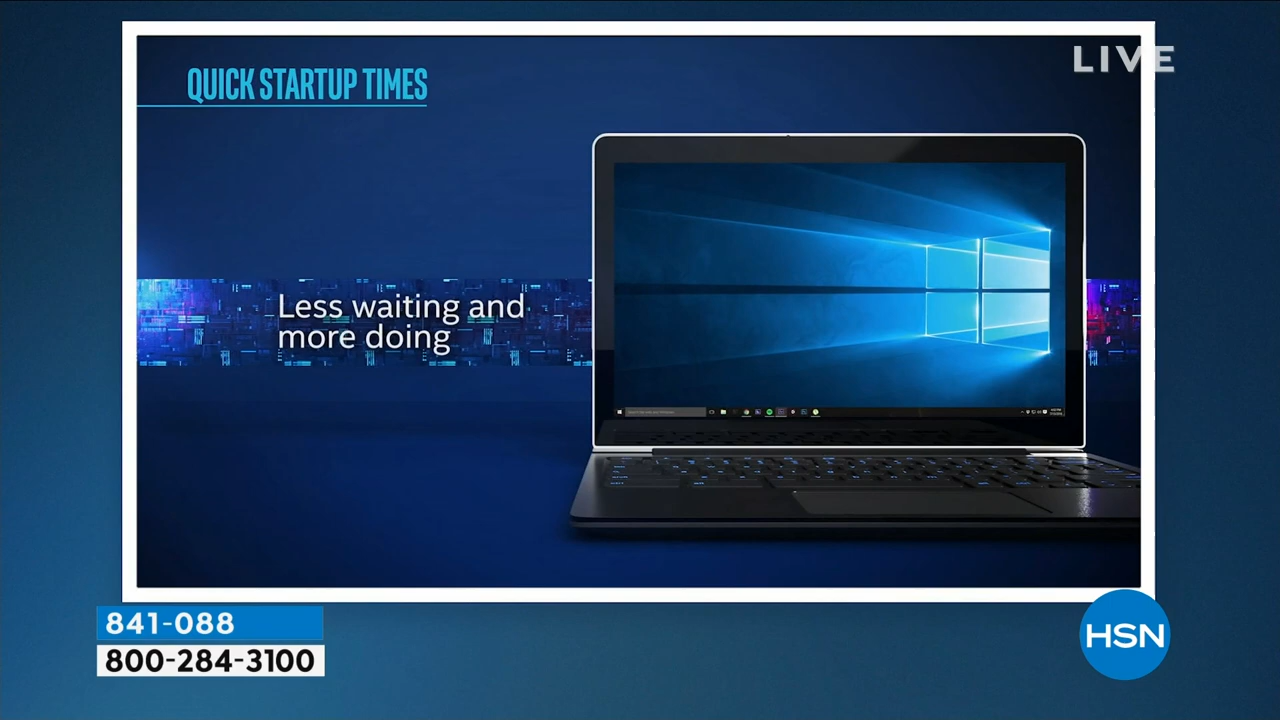 QUICK STARTUP TIMES
LIVE
Less waiting and
more doing
841-088
800-284-3100
HSN